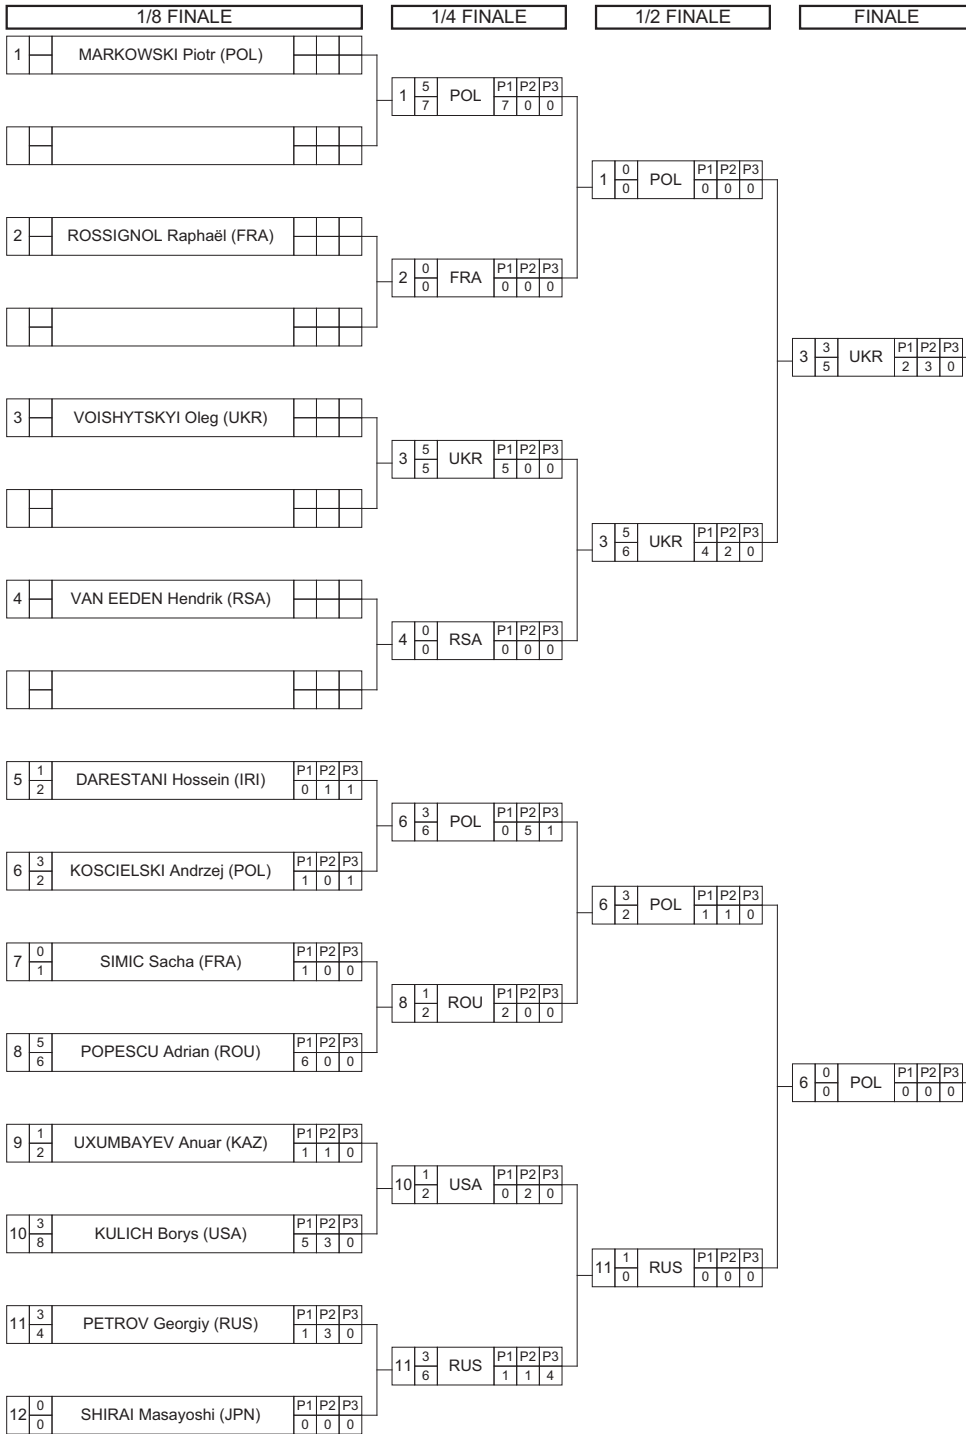 1/8 FINALE 1/4 FINALE 1/2 FINALE FINALE
1 MARKOWSKI Piotr (POL)
1 5 7 POL P1 P2 P3 7 0 0
1 0 0 POL P1 P2 P3 0 0 0
2 ROSSIGNOL Raphaël (FRA)
2 0 0 FRA P1 P2 P3 0 0 0
3 3 5 UKR P1 P2 P3 2 3 0
3 VOISHYTSKYI Oleg (UKR)
3 5 5 UKR P1 P2 P3 5 0 0
3 5 6 UKR P1 P2 P3 4 2 0
4 VAN EEDEN Hendrik (RSA)
4 0 0 RSA P1 P2 P3 0 0 0
5 1 2 DARESTANI Hossein (IRI) P1 P2 P3 0 1 1
6 3 6 POL P1 P2 P3 0 5 1
6 3 2 KOSCIELSKI Andrzej (POL) P1 P2 P3 1 0 1
6 3 2 POL P1 P2 P3 1 1 0
7 0 1 SIMIC Sacha (FRA) P1 P2 P3 1 0 0
8 1 2 ROU P1 P2 P3 2 0 0
8 5 6 POPESCU Adrian (ROU) P1 P2 P3 6 0 0
6 0 0 POL P1 P2 P3 0 0 0
9 1 2 UXUMBAYEV Anuar (KAZ) P1 P2 P3 1 1 0
10 1 2 USA P1 P2 P3 0 2 0
10 3 8 KULICH Borys (USA) P1 P2 P3 5 3 0
11 1 0 RUS P1 P2 P3 0 0 0
11 3 4 PETROV Georgiy (RUS) P1 P2 P3 1 3 0
11 3 6 RUS P1 P2 P3 1 1 4
12 0 0 SHIRAI Masayoshi (JPN) P1 P2 P3 0 0 0